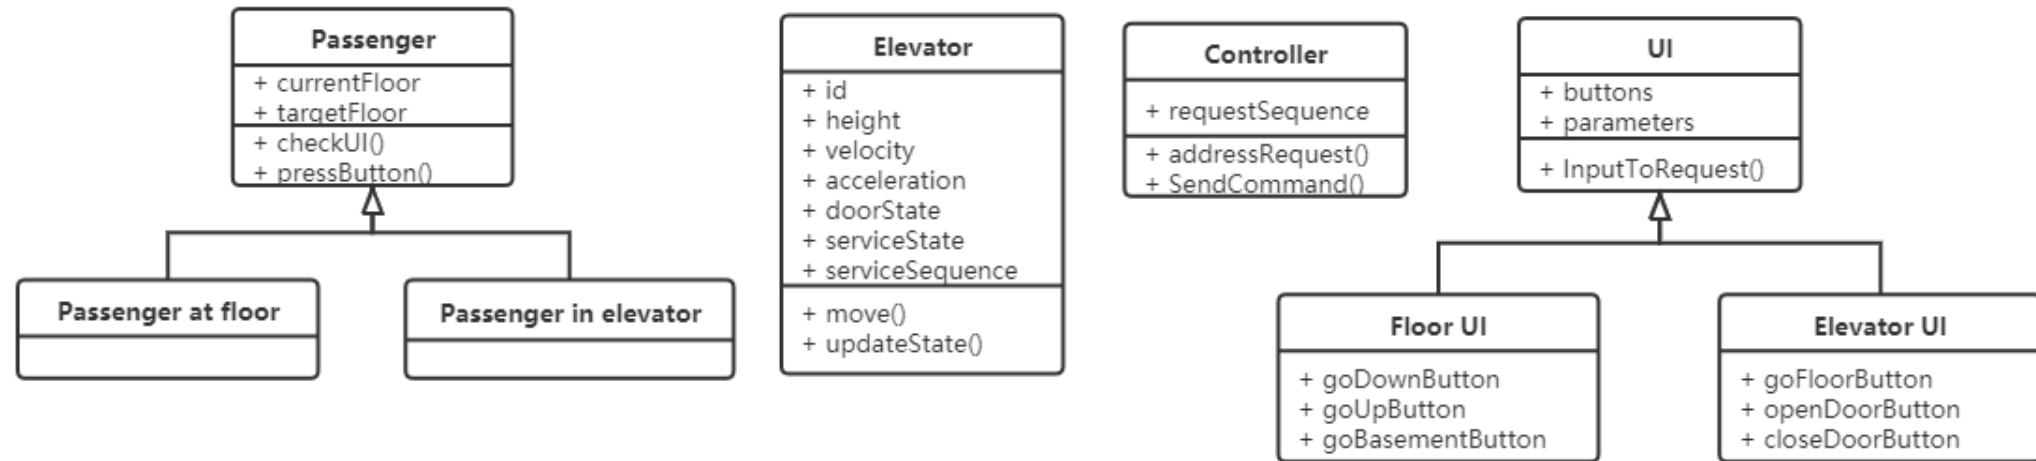 Passenger
+ currentFloor
+ targetFloor
+ checkUI()
+ pressButton()
Passenger at floor
Passenger in elevator
Elevator
+ id
+ height
+ velocity
+ acceleration
+ doorState
+ serviceState
+ serviceSequence
+ move()
+ updateState()
Controller
+ requestSequence
+ addressRequest()
+ SendCommand()
UI
+ buttons
+ parameters
+ InputToRequest()
Floor UI
+ goDownButton
+ goUpButton
+ goBasementButton
Elevator UI
+ goFloorButton
+ openDoorButton
+ closeDoorButton